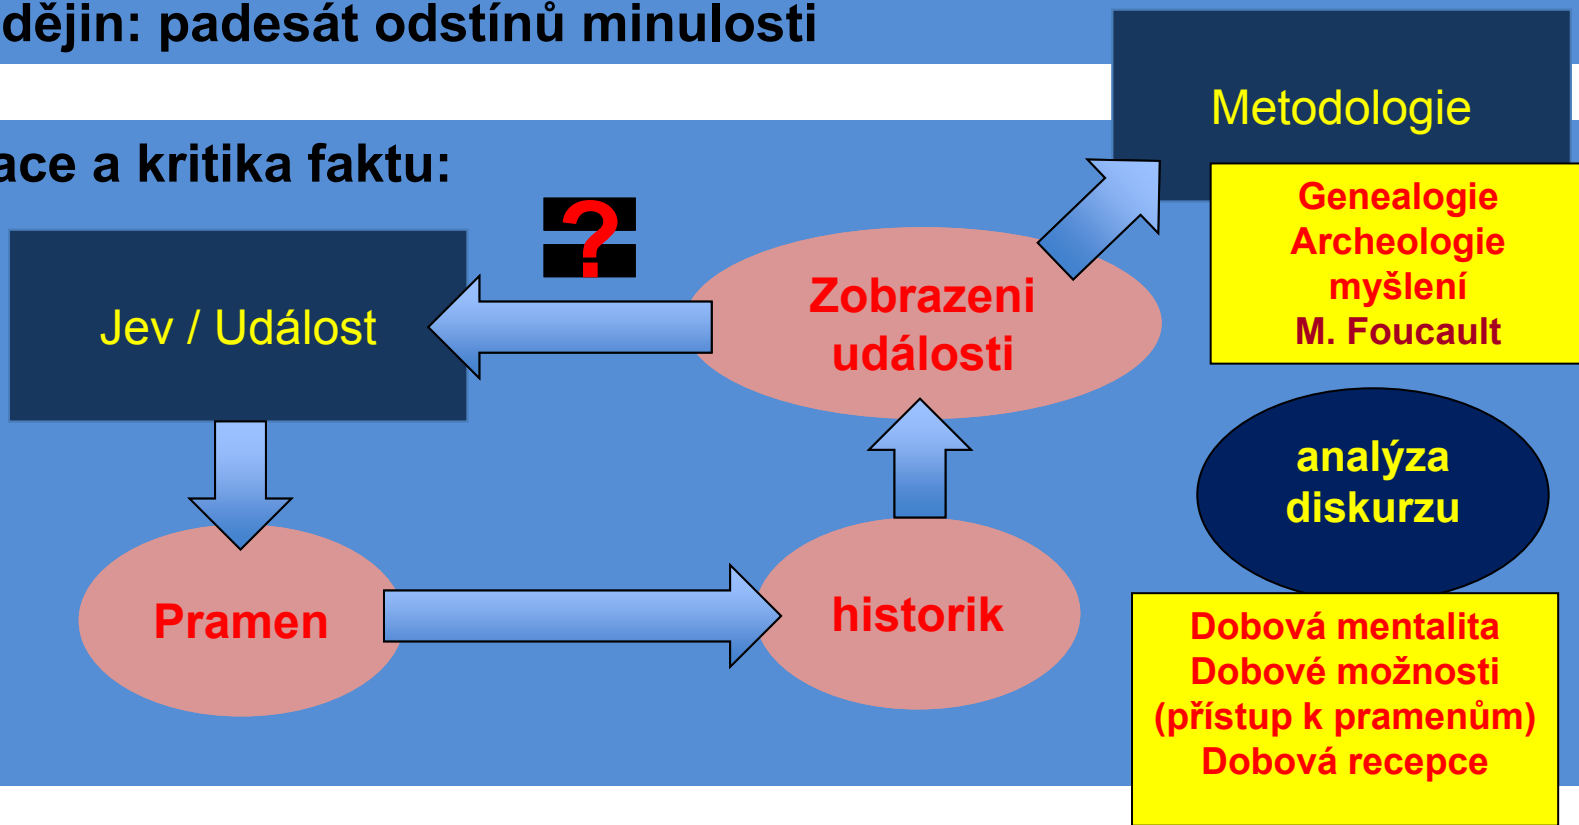 dějin: padesát odstínů minulosti
Metodologie
ace a kritika faktu:
?
Genealogie
Archeologie
myšlení
M. Foucault
Jev / Událost
Zobrazeni
události
analýza
diskurzu
Pramen
historik
Dobová mentalita
Dobové možnosti
(přístup k pramenům)
Dobová recepce